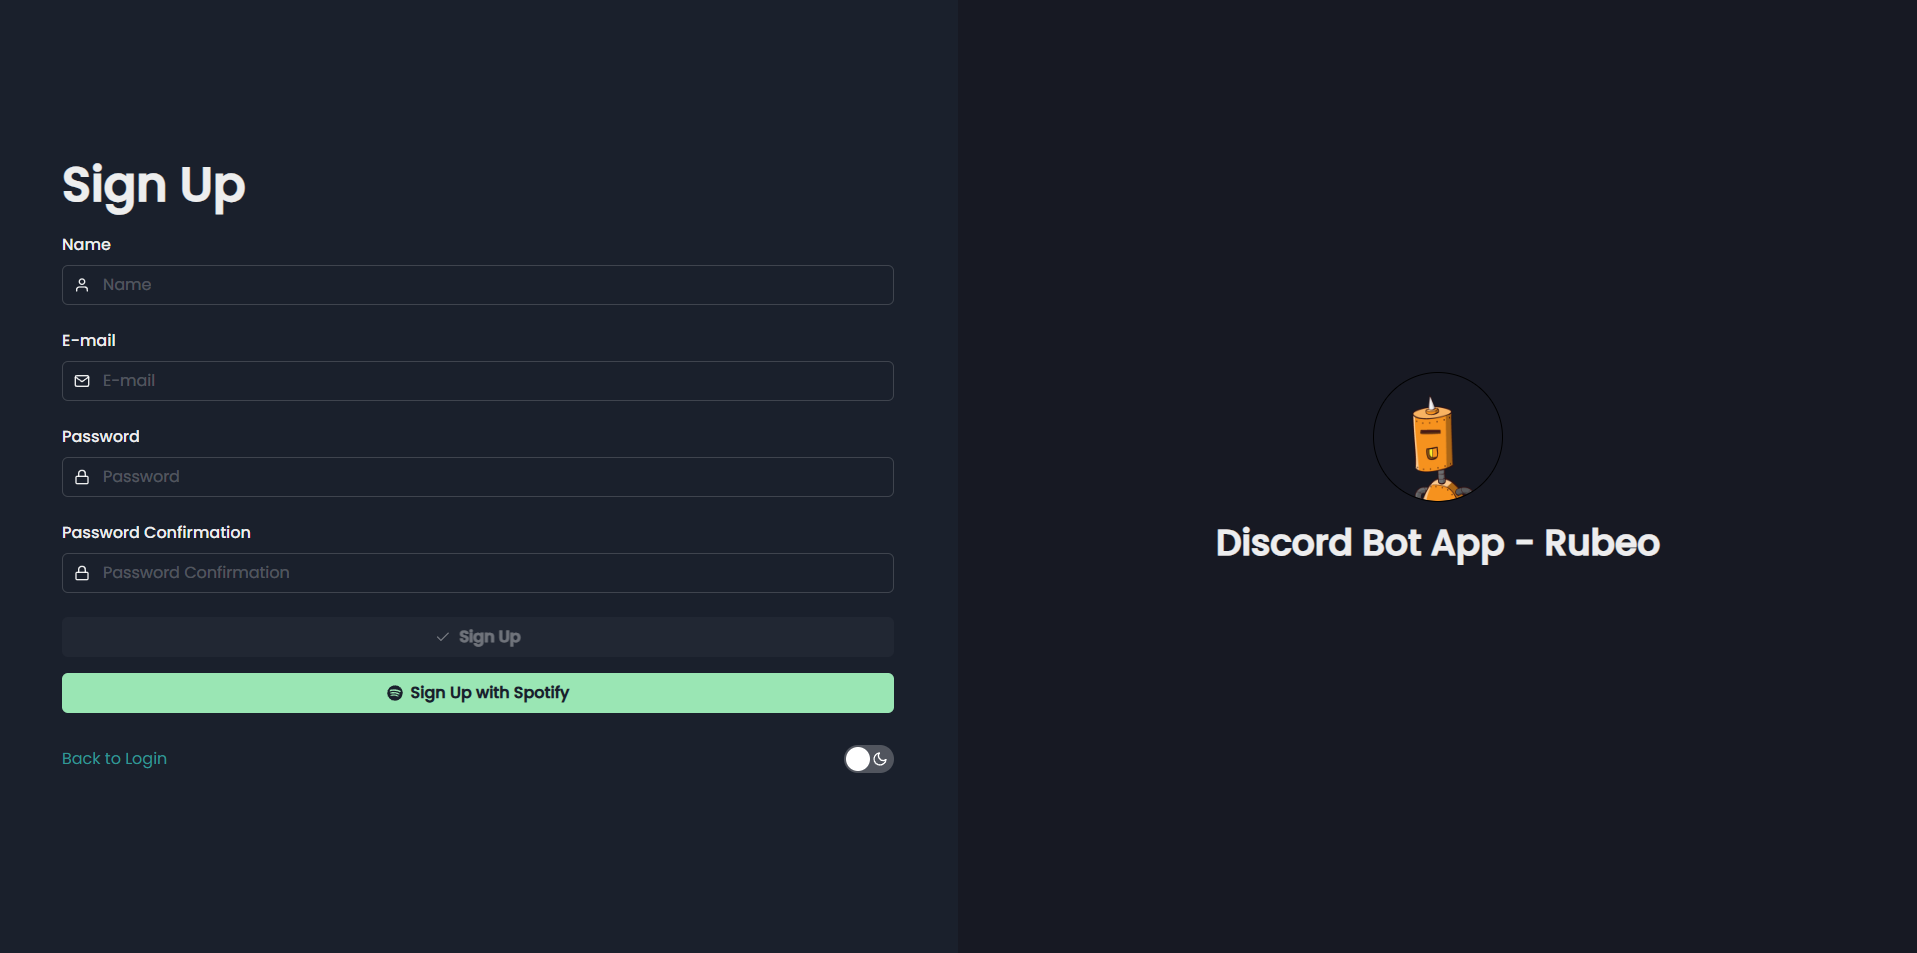 Sign Up
Name
Name
E-mail
E-mail
Password
Password
Password Confirmation
Password Confirmation
Sign Up
Sign Up with Spotify
Back to Login
Discord Bot App - Rubeo